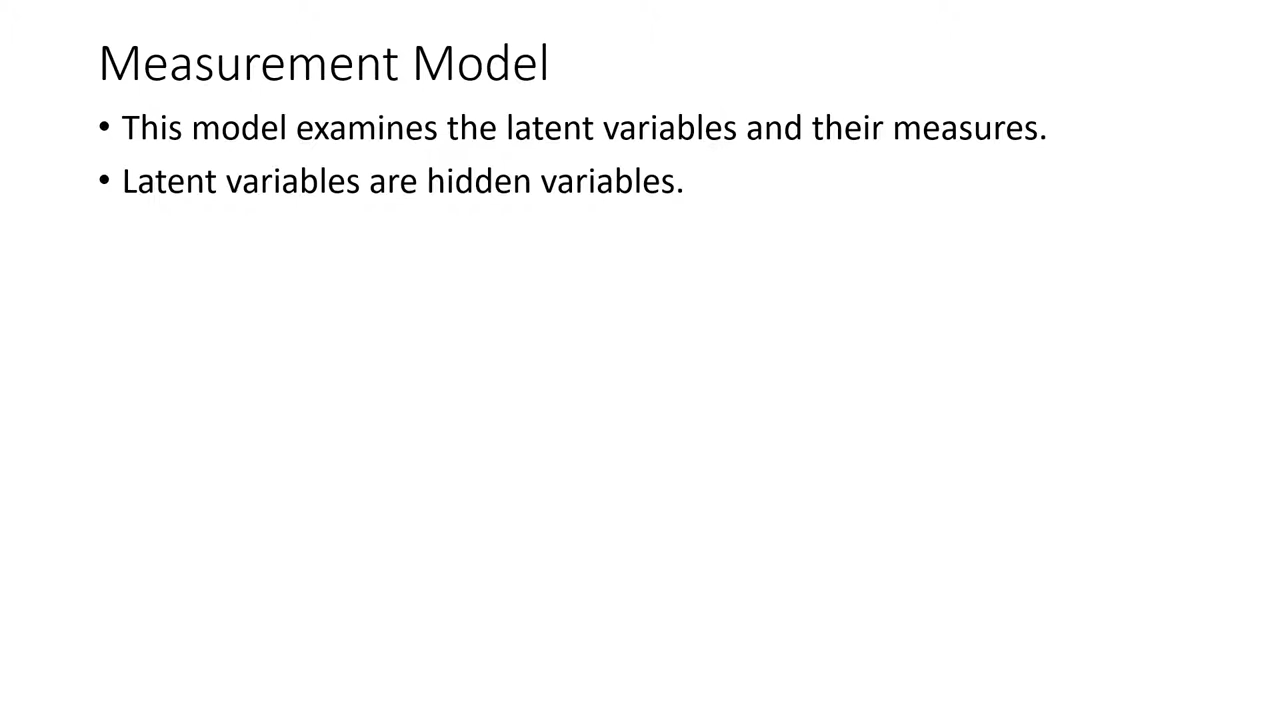 Measurement Model
• This model examines the latent variables and their measures.
• Latent variables are hidden variables.